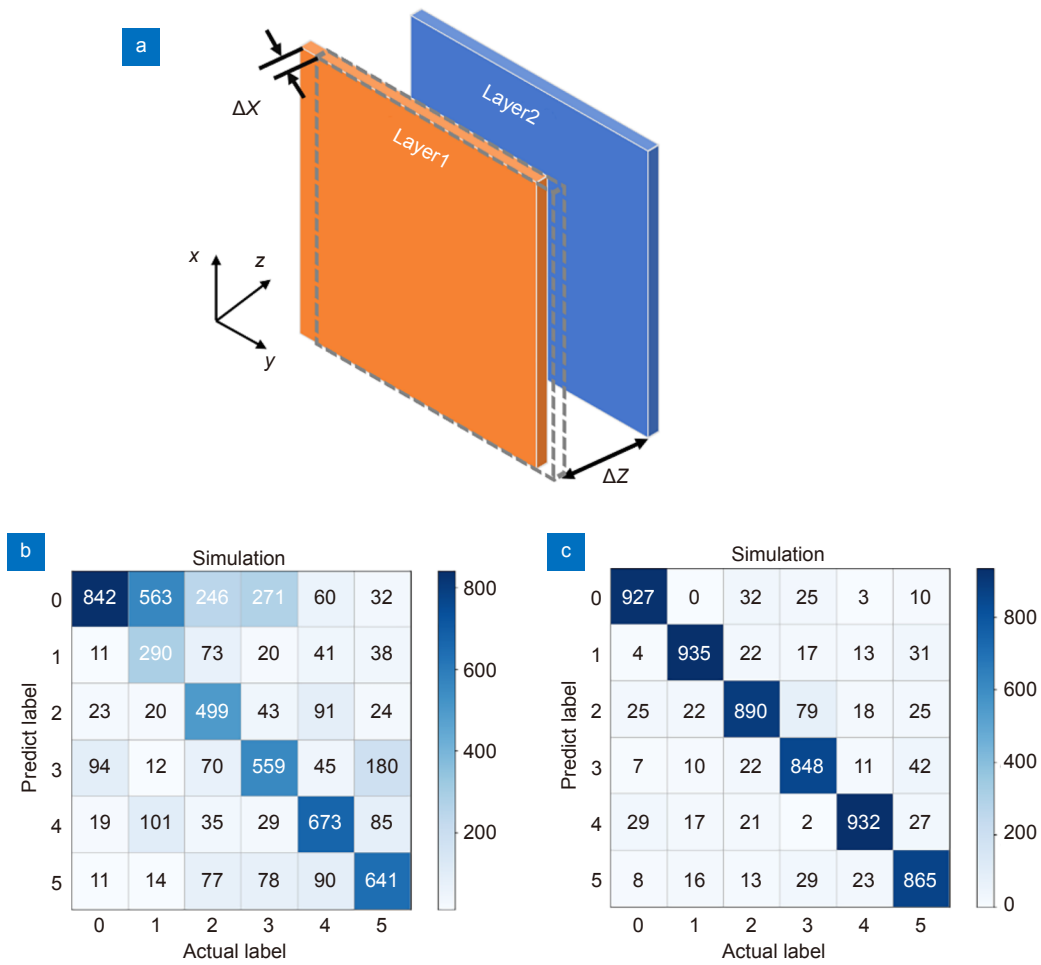 a
ΔX
Layer1
Layer2
x
z
y
ΔZ
b
Simulation
Predict label
0 842 563 246 271 60 32
1 11 290 73 20 41 38
2 23 20 499 43 91 24
3 94 12 70 559 45 180
4 19 101 35 29 673 85
5 11 14 77 78 90 641
0 1 2 3 4 5
Actual label
800
600
400
200
c
Simulation
Predict label
0 927 0 32 25 3 10
1 4 935 22 17 13 31
2 25 22 890 79 18 25
3 7 10 22 848 11 42
4 29 17 21 2 932 27
5 8 16 13 29 23 865
0 1 2 3 4 5
Actual label
800
600
400
200
0